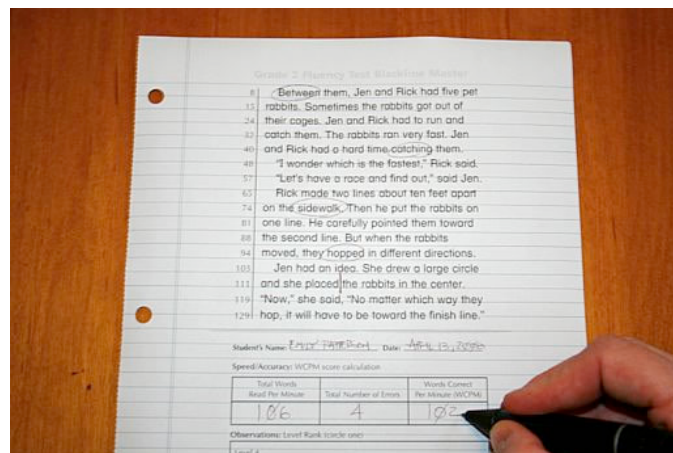 Grade 2 Fluency Test Blackline Master
8 Between them, Jen and Rick had five pet
15 rabbits. Sometimes the rabbits got out of
24 their cages. Jen and Rick had to run and
32 catch them. The rabbits ran very fast. Jen
40 and Rick had a hard time catching them.
48 "I wonder which is the fastest," Rick said.
57 "Let's have a race and find out," said Jen.
65 Rick made two lines about ten feet apart
74 on the sidewalk. Then he put the rabbits on
81 one line. He carefully pointed them toward
88 the second line. But when the rabbits
94 moved, they hopped in different directions.
103 Jen had an idea. She drew a large circle
111 and she placed the rabbits in the center.
119 "Now," she said, "No matter which way they
129 hop, it will have to be toward the finish line."
Student's Name: EMILY PATERSON Date: APRIL 13,
Speed/Accuracy: WCPM score calculation
Total Words Read Per Minute Total Number of Errors Words Correct Per Minute (WCPM)
106 4 102
Observations: Level Rank (circle one)
Level 4